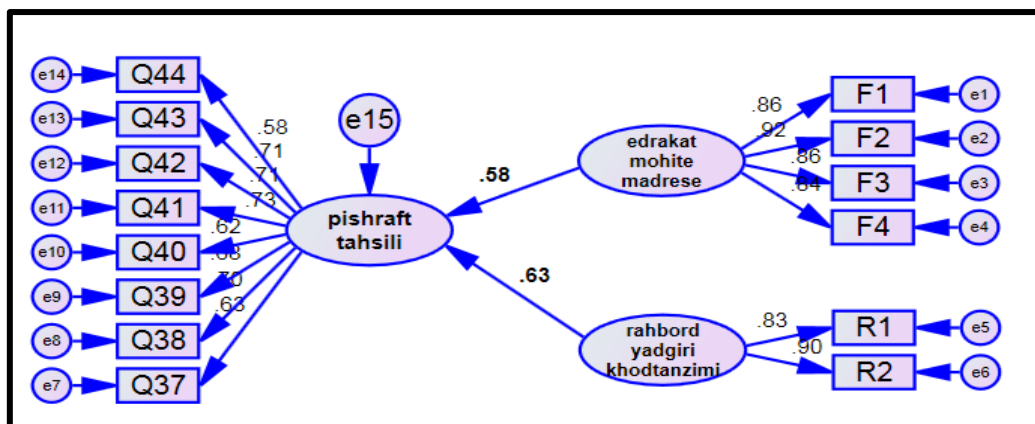 e14
Q44
e13
Q43
e12
Q42
e11
Q41
e10
Q40
e9
Q39
e8
Q38
e7
Q37
.58
.71
.71
.73
.62
.63
e15
pishraft
tahsili
.58
.63
edrakat
mohite
madrese
.86
.92
.86
F1
e1
F2
e2
F3
e3
F4
e4
rahbord
yadgiri
khodtanzimi
.83
.90
R1
e5
R2
e6